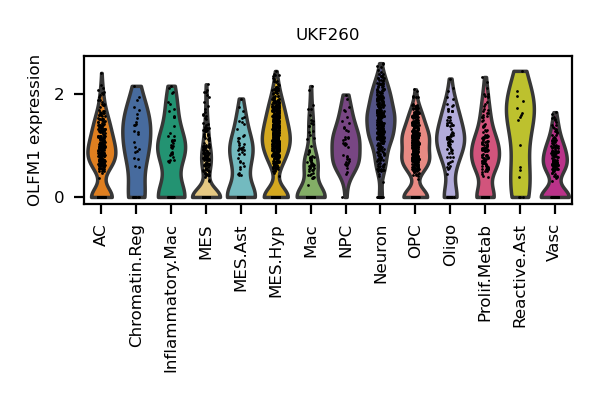 UKF260
OLFM1 expression
2
0
AC
Chromatin.Reg
Inflammatory.Mac
MES
MES.Ast
MES.Hyp
Mac
NPC
Neuron
OPC
Oligo
Prolif.Metab
Reactive.Ast
Vasc